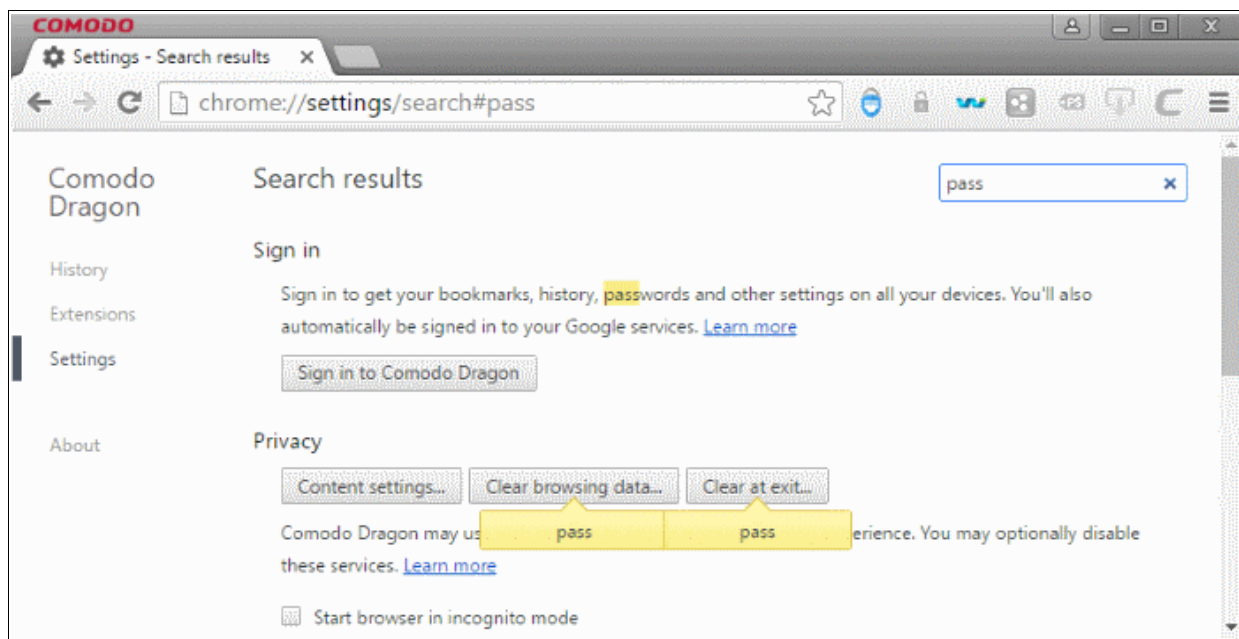 COMODO
Settings - Search results
chrome://settings/search#pass
Comodo
Dragon
Search results
pass
History
Extensions
Settings
About
Sign in
Sign in to get your bookmarks, history, passwords and other settings on all your devices. You'll also
automatically be signed in to your Google services. Learn more
Sign in to Comodo Dragon
Privacy
Content settings... Clear browsing data... Clear at exit...
pass pass
Comodo Dragon may us erience. You may optionally disable
these services. Learn more
Start browser in incognito mode